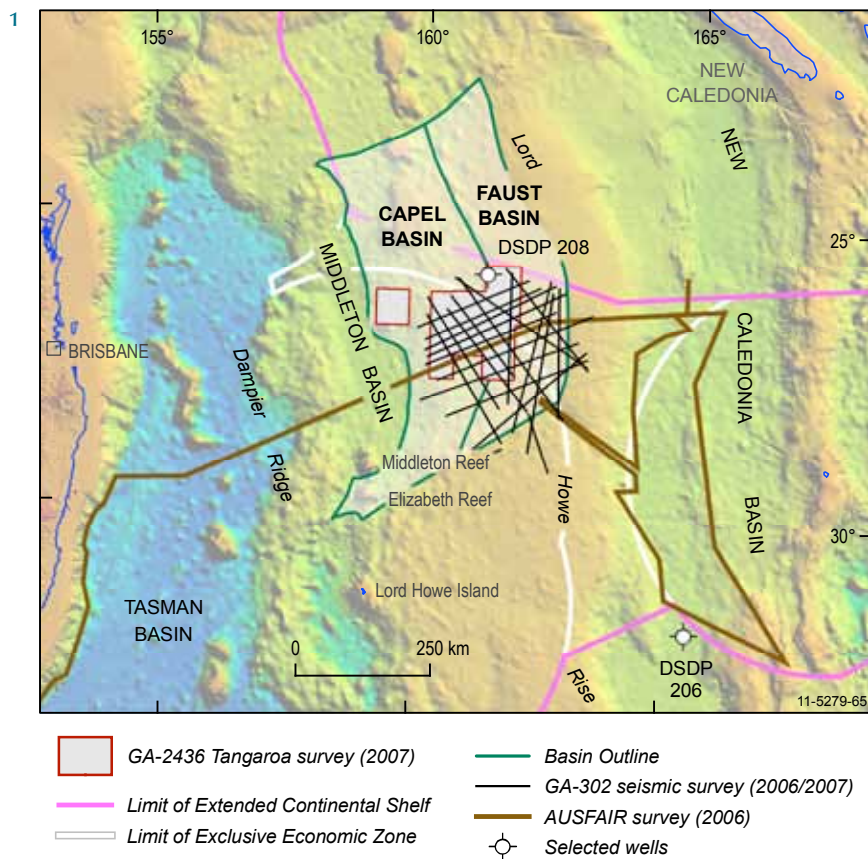 1
155°
160°
165°
NEW
CALEDONIA
NEW
Lord
FAUST
BASIN
CAPEL
BASIN
DSDP 208
25°
MIDDLETON BASIN
CALEDONIA
BRISBANE
Dampier
Ridge
Middleton Reef
Elizabeth Reef
Howe
BASIN
30°
Lord Howe Island
TASMAN
BASIN
0
250 km
DSDP
206
Rise
11-5279-65
GA-2436 Tangaroa survey (2007)
Limit of Extended Continental Shelf
Limit of Exclusive Economic Zone
Basin Outline
GA-302 seismic survey (2006/2007)
AUSFAIR survey (2006)
Selected wells